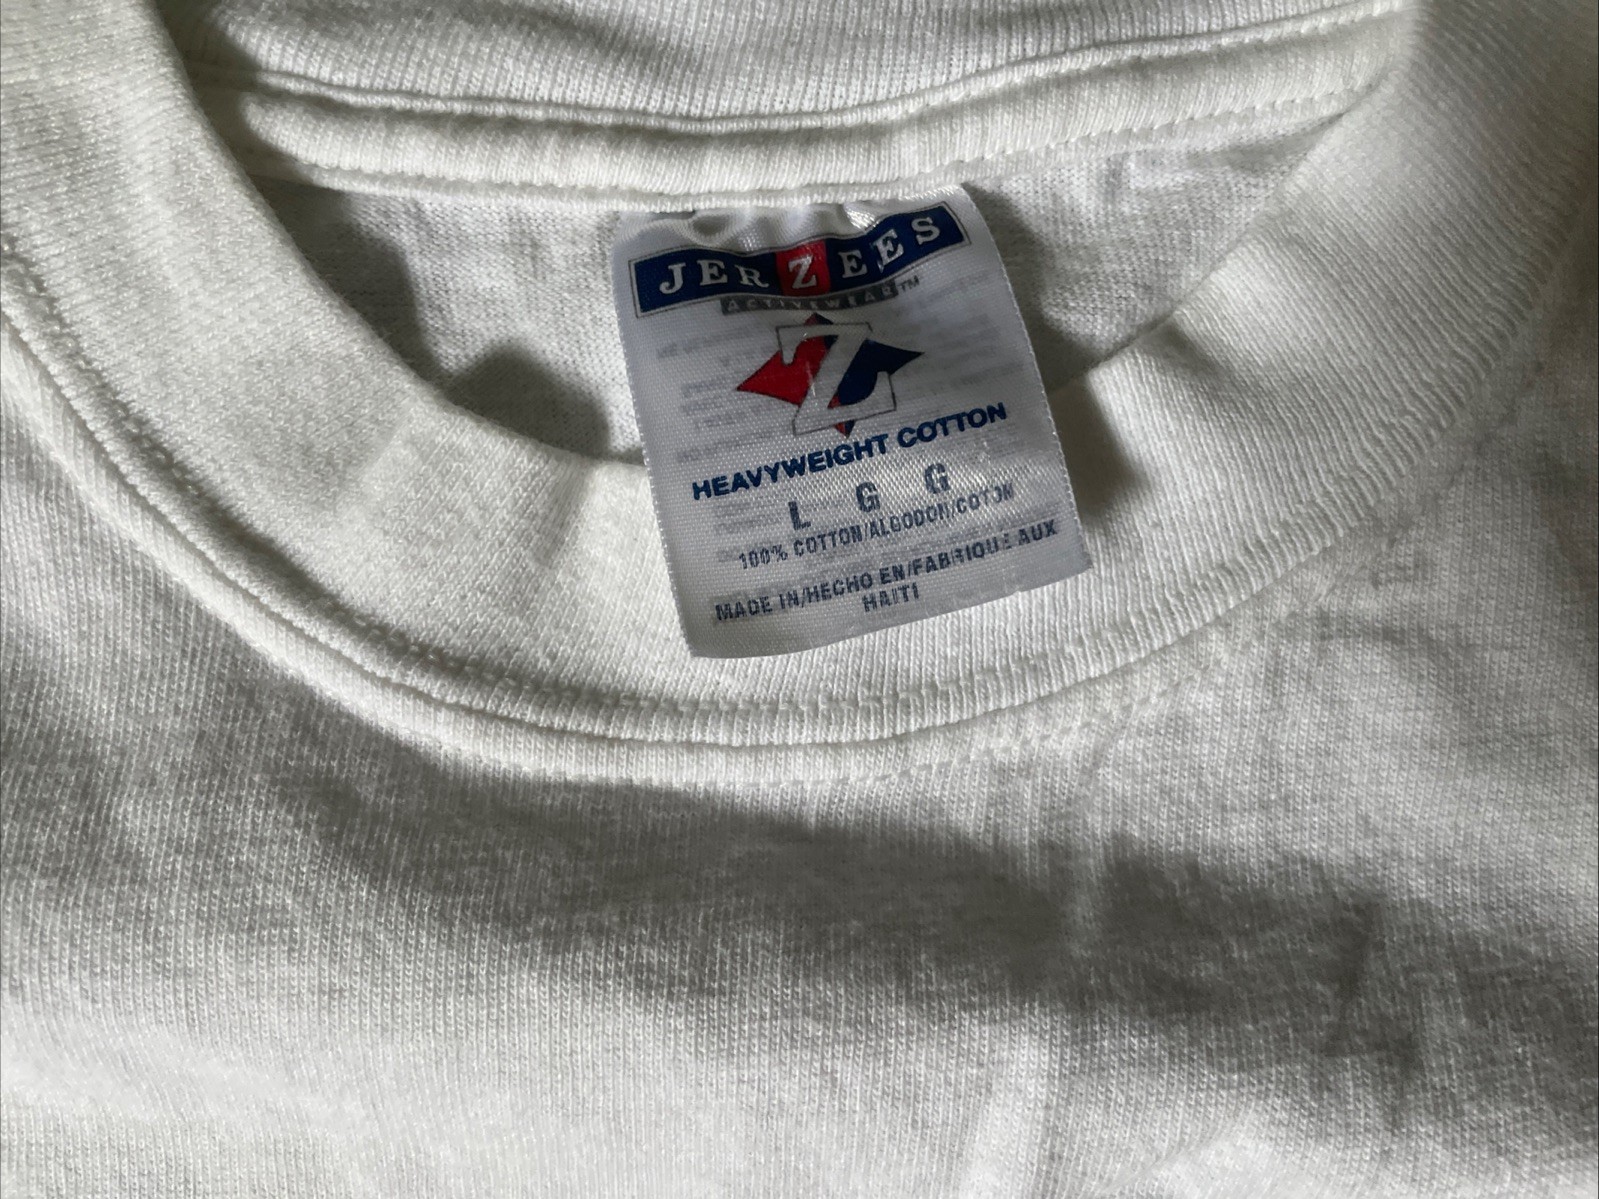 JERZEES
ACTIVEWEAR™
Z
HEAVYWEIGHT COTTON
L G G
100% COTTON/ALGODON/COTON
MADE IN/HECHO EN/FABRIQUE AUX
HAITI